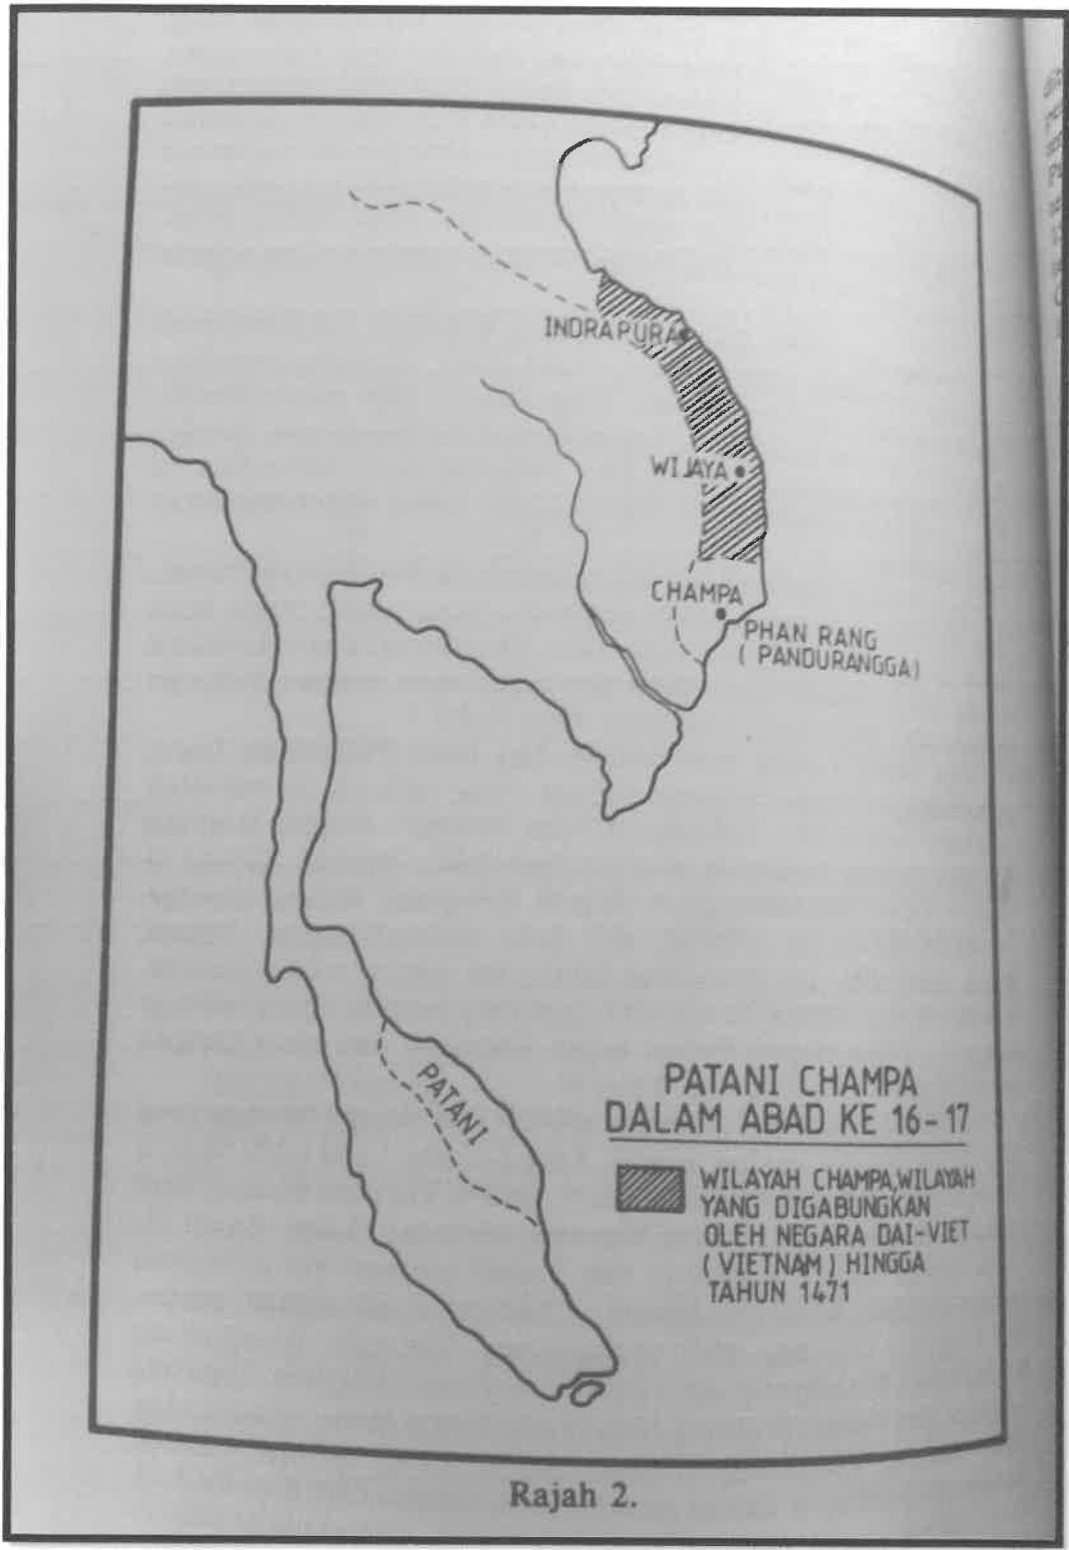 INDRAPURA
WIJAYA
CHAMPA
PHAN RANG
( PANDURANGGA)
PATANI
PATANI CHAMPA
DALAM ABAD KE 16-17
WILAYAH CHAMPA,WILAYAH
YANG DIGABUNGKAN
OLEH NEGARA DAI-VIET
(VIETNAM) HINGGA
TAHUN 1471
Rajah 2.